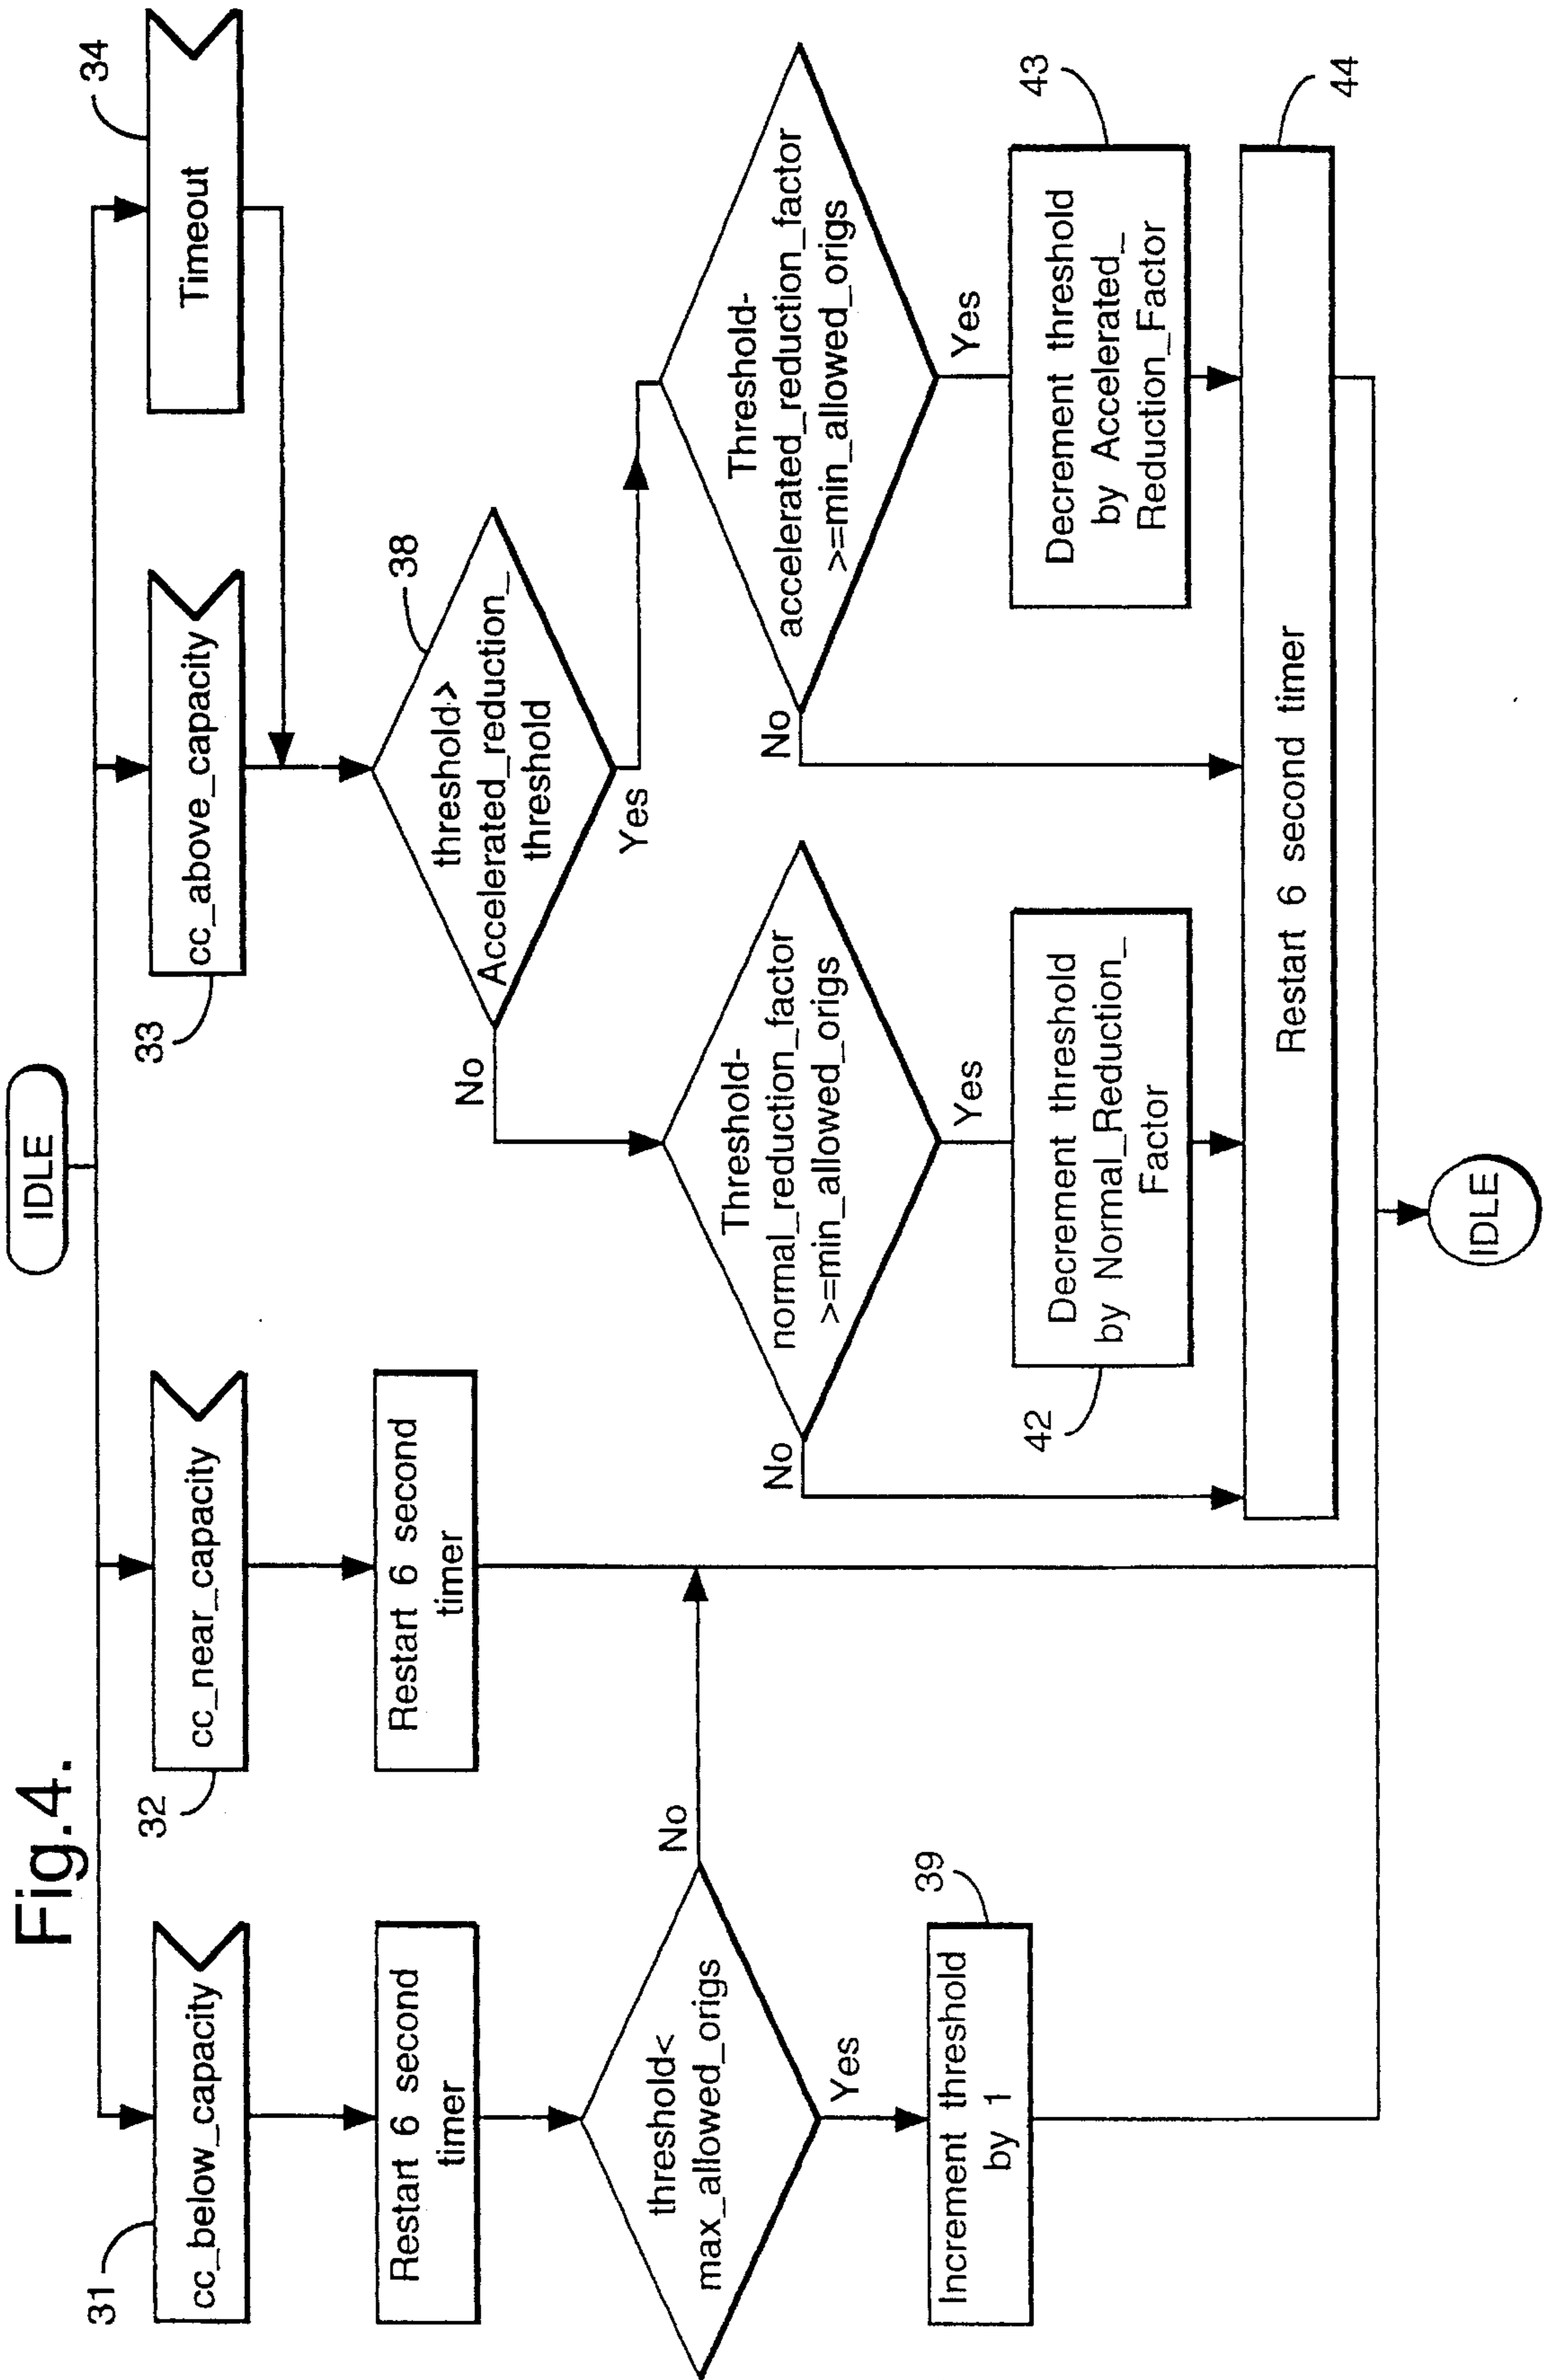 Fig.4.
IDLE
31
cc_below_capacity
32
cc_near_capacity
33
cc_above_capacity
34
Timeout
Restart 6 second
timer
Restart 6 second
timer
threshold<
max_allowed_origs
No
Yes
39
Increment threshold
by 1
38
threshold>
Accelerated_reduction_
threshold
No
Yes
Threshold-
normal_reduction_factor
>=min_allowed_origs
No
Yes
42
Decrement threshold
by Normal_Reduction_
Factor
Threshold-
accelerated_reduction_factor
>=min_allowed_origs
No
Yes
43
Decrement threshold
by Accelerated_
Reduction_Factor
44
Restart 6 second timer
IDLE